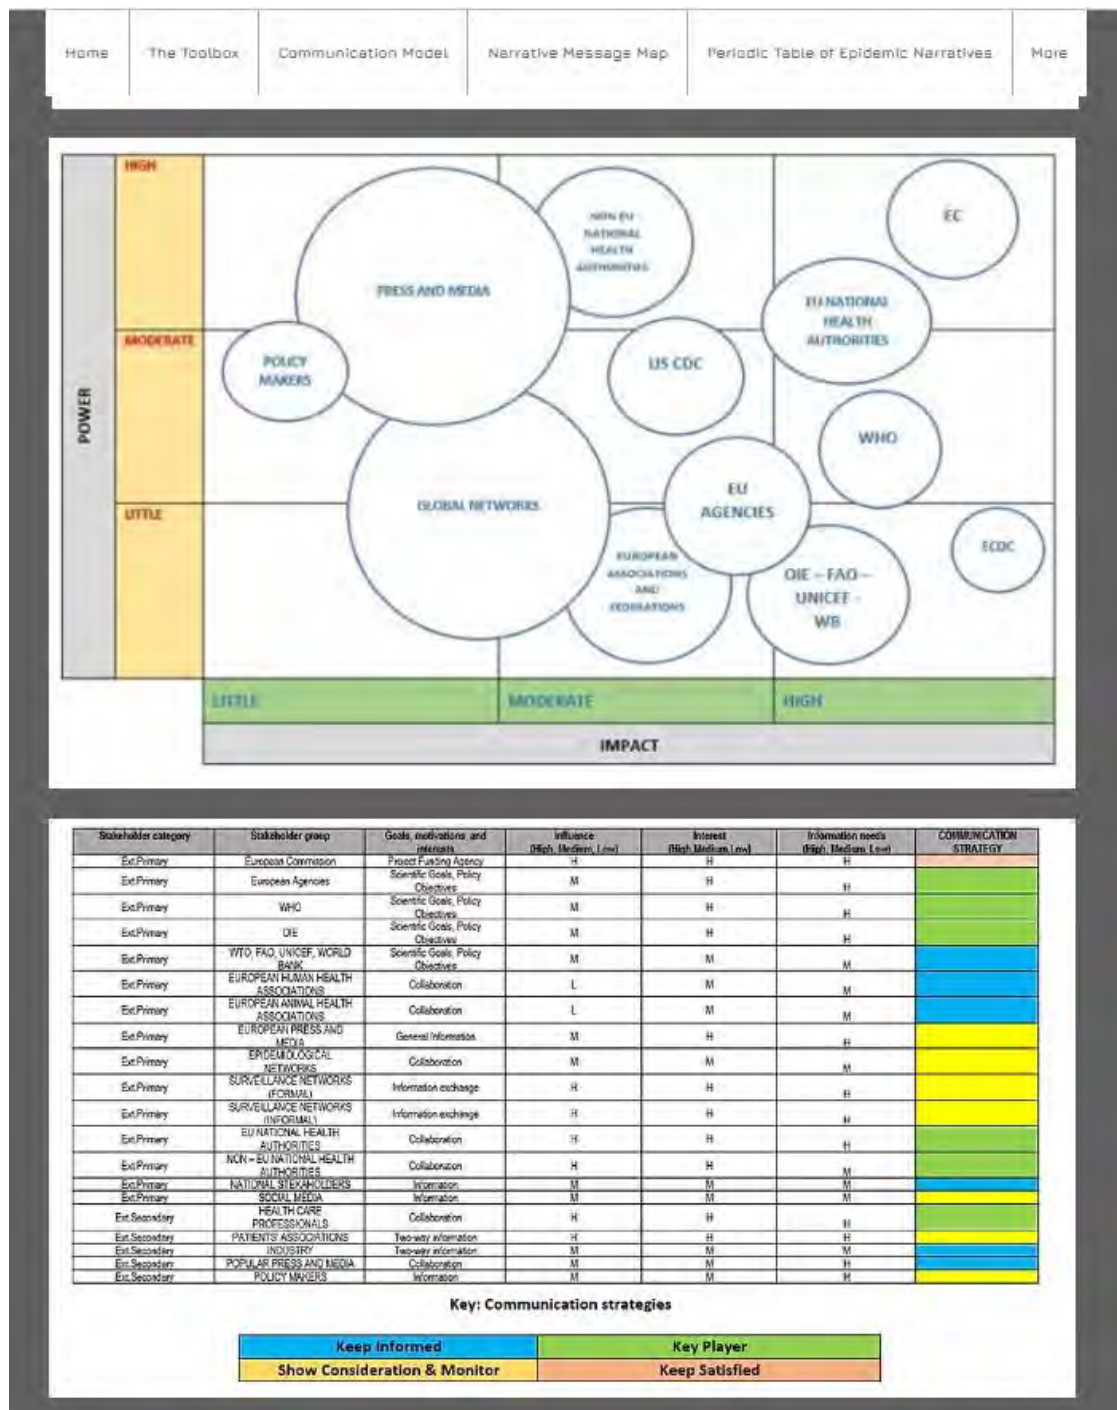 Home The Toolbox Communication Model Narrative Message Map Periodic Table of Epidemic Narratives More
HIGH
NON EU
NATIONAL
HEALTH
AUTHORITIES
EC
PRESS AND MEDIA
EU NATIONAL
HEALTH
AUTHORITIES
MODERATE
POLICY
MAKERS
US CDC
POWER
WHO
EU
AGENCIES
GLOBAL NETWORKS
LITTLE
EUROPEAN
ASSOCIATIONS
AND
FEDERATIONS
ECDC
OIE – FAO –
UNICEF -
WB
LITTLE MODERATE HIGH
IMPACT
Stakeholder category Stakeholder group Goals, motivations, and interests Influence (High, Medium, Low) Interest (High, Medium, Low) Information needs (High, Medium, Low) COMMUNICATION STRATEGY
Ext.Primary European Commission Project Funding Agency H H H
Ext.Primary European Agencies Scientific Goals, Policy Objectives M H H
Ext.Primary WHO Scientific Goals, Policy Objectives M H H
Ext.Primary OIE Scientific Goals, Policy Objectives M H H
Ext.Primary WTO, FAO, UNICEF, WORLD BANK Scientific Goals, Policy Objectives M M M
Ext.Primary EUROPEAN HUMAN HEALTH ASSOCIATIONS Collaboration L M M
Ext.Primary EUROPEAN ANIMAL HEALTH ASSOCIATIONS Collaboration L M M
Ext.Primary EUROPEAN PRESS AND MEDIA General Information M H H
Ext.Primary EPIDEMIOLOGICAL NETWORKS Collaboration M M M
Ext.Primary SURVEILLANCE NETWORKS (FORMAL) Information exchange H H H
Ext.Primary SURVEILLANCE NETWORKS (INFORMAL) Information exchange H H H
Ext.Primary EU NATIONAL HEALTH AUTHORITIES Collaboration H H H
Ext.Primary NON – EU NATIONAL HEALTH AUTHORITIES Collaboration H H M
Ext.Primary NATIONAL STEKAHOLDERS Information M M M
Ext.Primary SOCIAL MEDIA Information M M M
Ext.Secondary HEALTH CARE PROFESSIONALS Collaboration H H H
Ext.Secondary PATIENTS' ASSOCIATIONS Two-way information H H H
Ext.Secondary INDUSTRY Two-way information M M M
Ext.Secondary POPULAR PRESS AND MEDIA Collaboration M M H
Ext.Secondary POLICY MAKERS Information M M H
Key: Communication strategies
Keep Informed Key Player
Show Consideration & Monitor Keep Satisfied